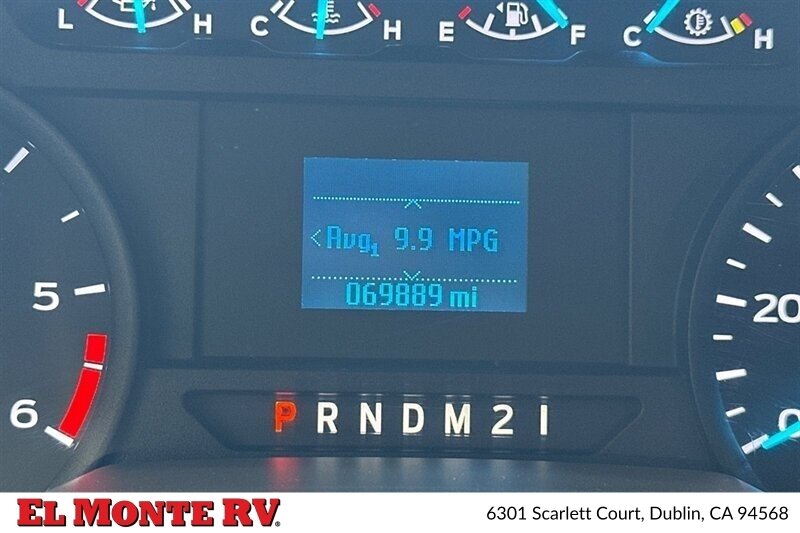 L H C H E F C H
<Avg1 9.9 MPG
069889 mi
5
6
20
0
P R N D M 2 1
EL MONTE RV.
6301 Scarlett Court, Dublin, CA 94568